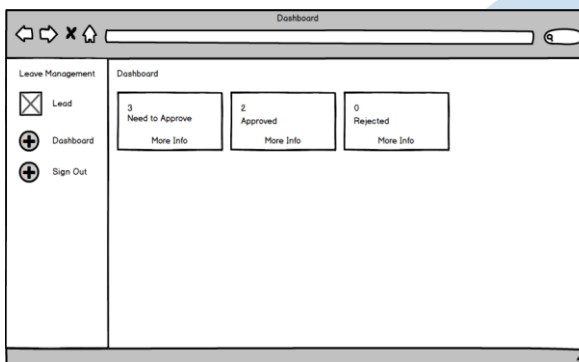 Dashboard
Leave Management
Lead
Dashboard
Sign Out
Dashboard
3
Need to Approve
More Info
2
Approved
More Info
0
Rejected
More Info